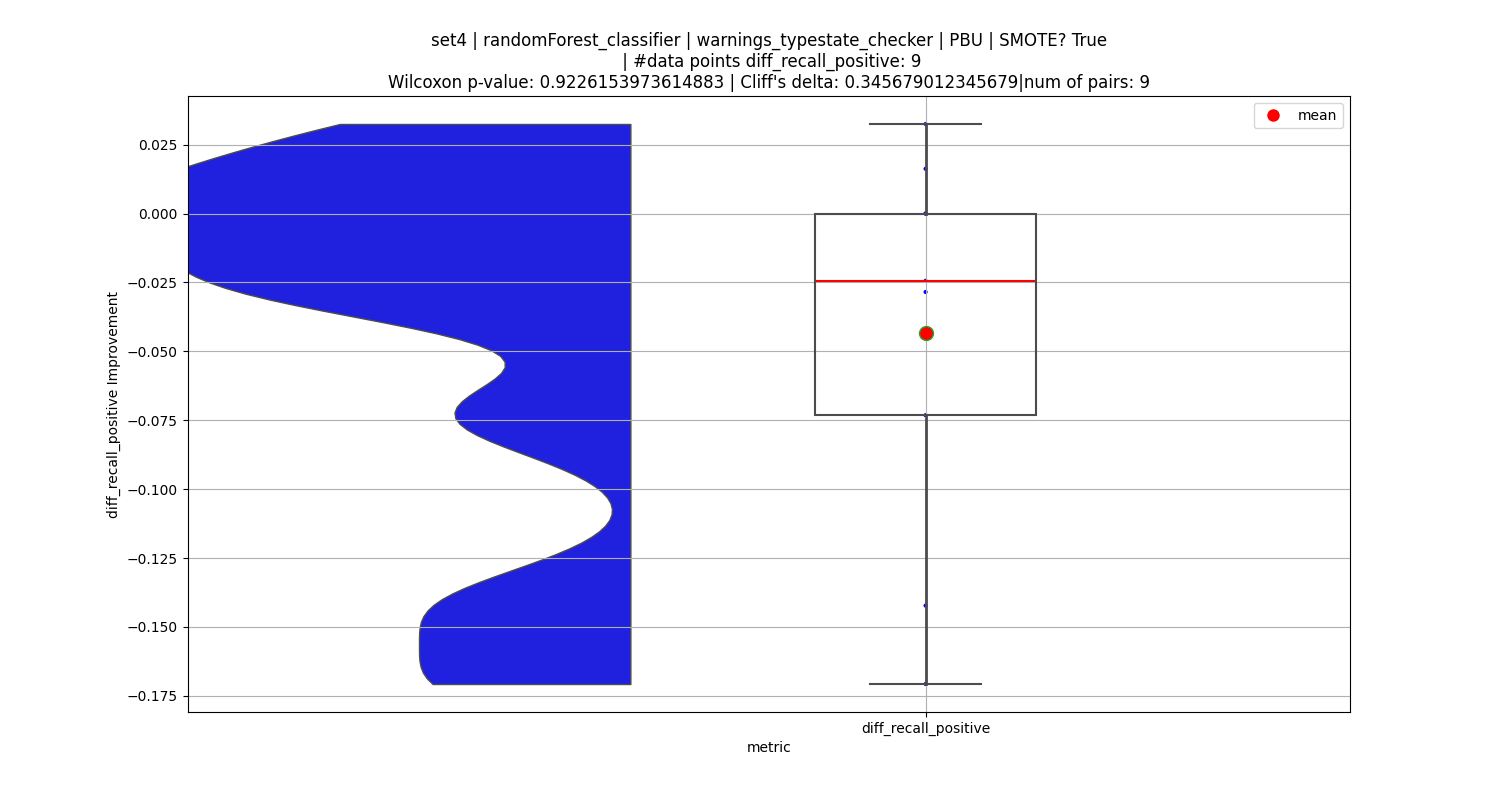 set4 | randomForest_classifier | warnings_typestate_checker | PBU | SMOTE? True
| #data points diff_recall_positive: 9
Wilcoxon p-value: 0.9226153973614883 | Cliff's delta: 0.345679012345679|num of pairs: 9
mean
0.025
0.000
−0.025
−0.050
−0.075
−0.100
−0.125
−0.150
−0.175
diff_recall_positive Improvement
diff_recall_positive
metric